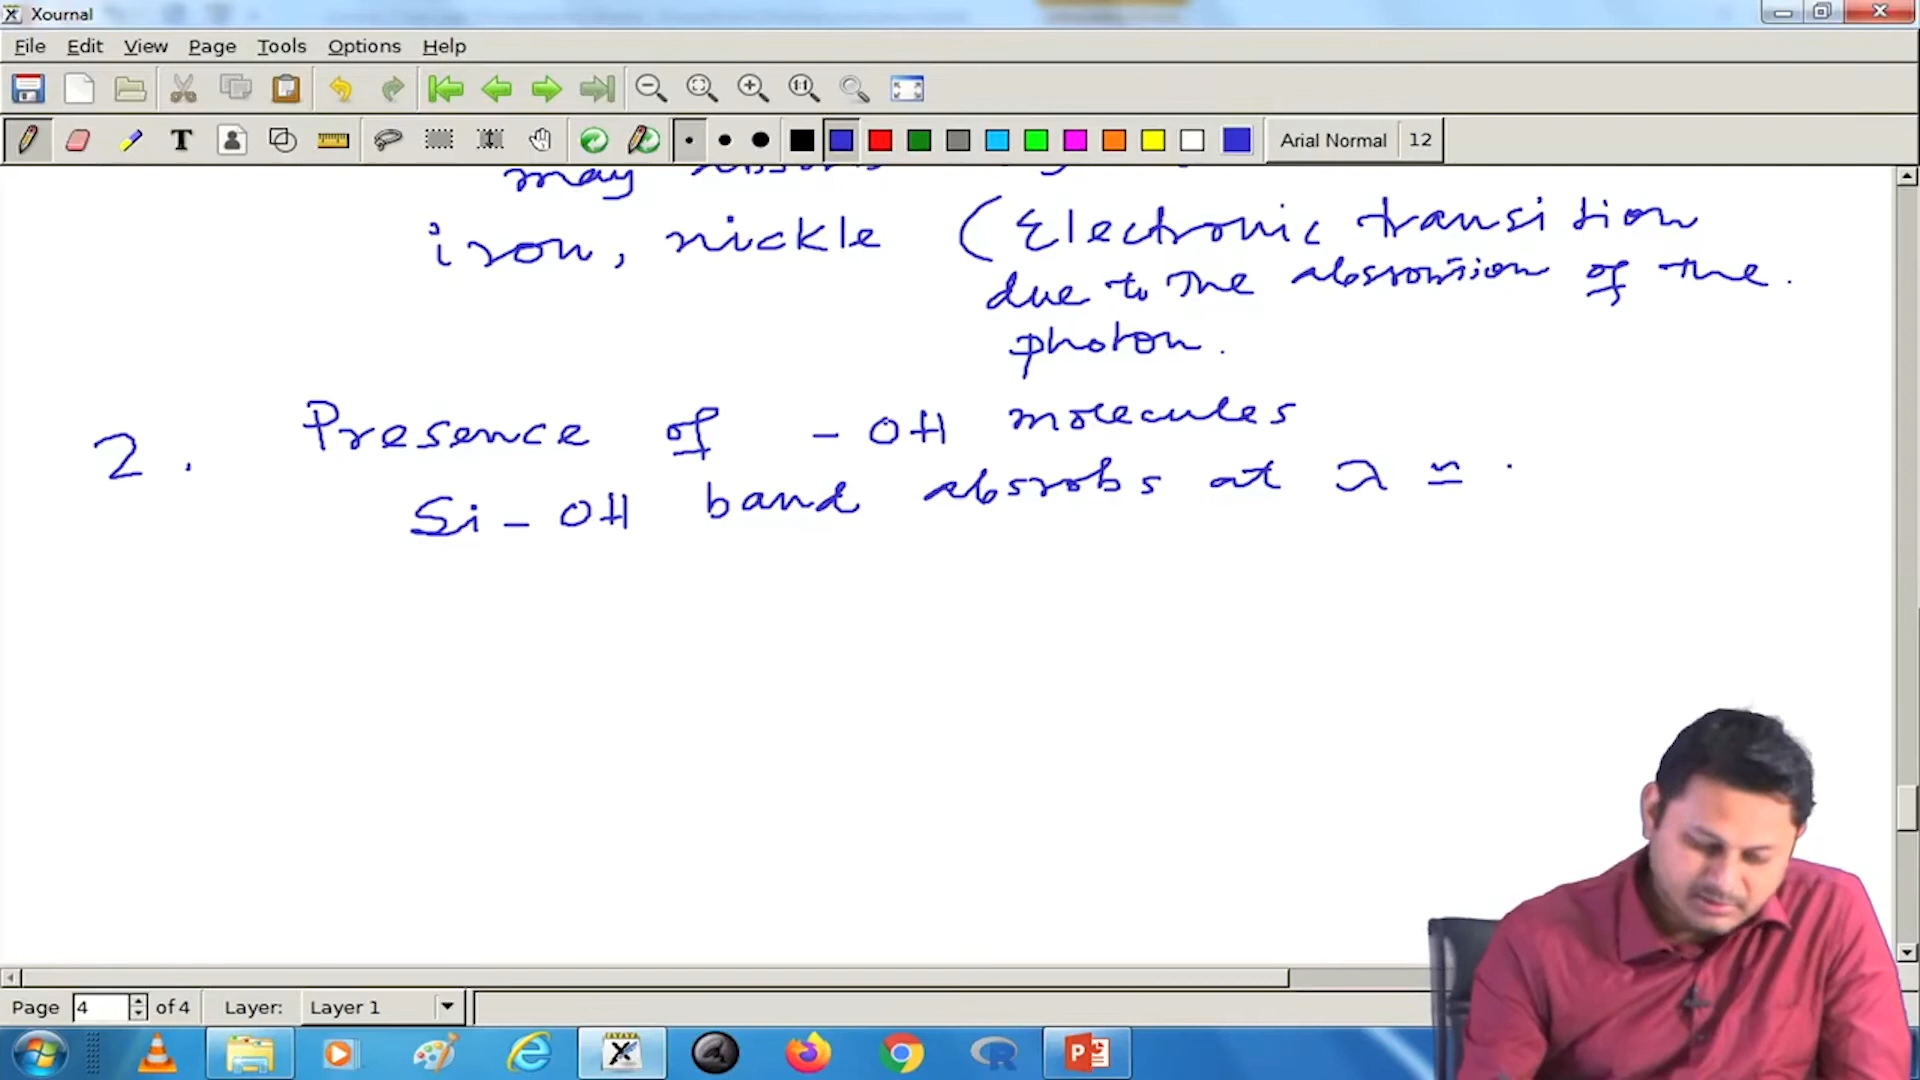 Xournal
File Edit View Page Tools Options Help
Arial Normal 12
may
iron, nickle (Electronic transition
due to the absorption of the.
photon.
2. Presence of -OH molecules
Si-OH band absrobs at λ ≃
Page 4 of 4 Layer: Layer 1